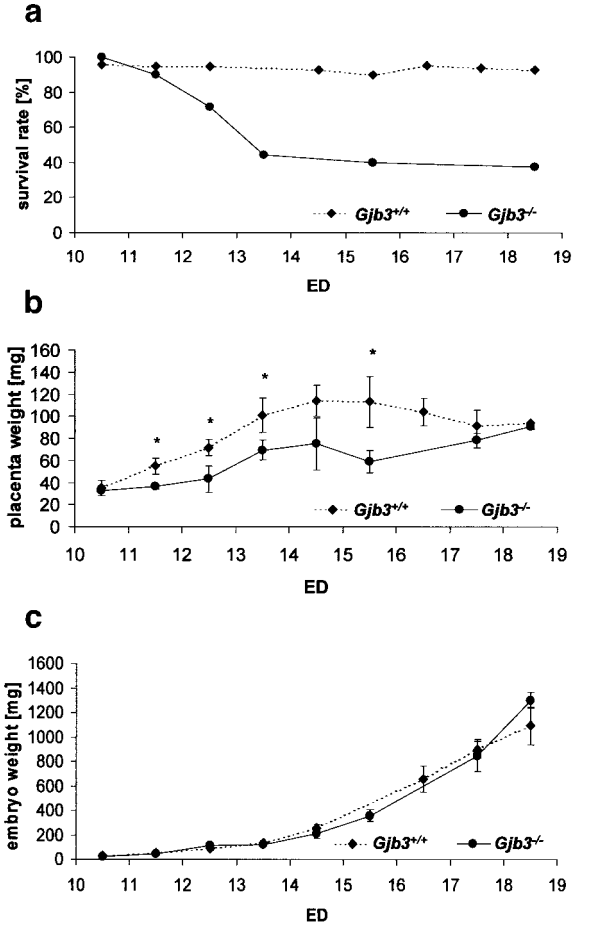 a
survival rate [%]
100
80
60
40
20
0
Gjb3+/+ Gjb3-/-
10 11 12 13 14 15 16 17 18 19
ED
b
placenta weight [mg]
160
140
120
100
80
60
40
20
0
* * * *
Gjb3+/+ Gjb3-/-
10 11 12 13 14 15 16 17 18 19
ED
c
embryo weight [mg]
1600
1400
1200
1000
800
600
400
200
0
Gjb3+/+ Gjb3-/-
10 11 12 13 14 15 16 17 18 19
ED